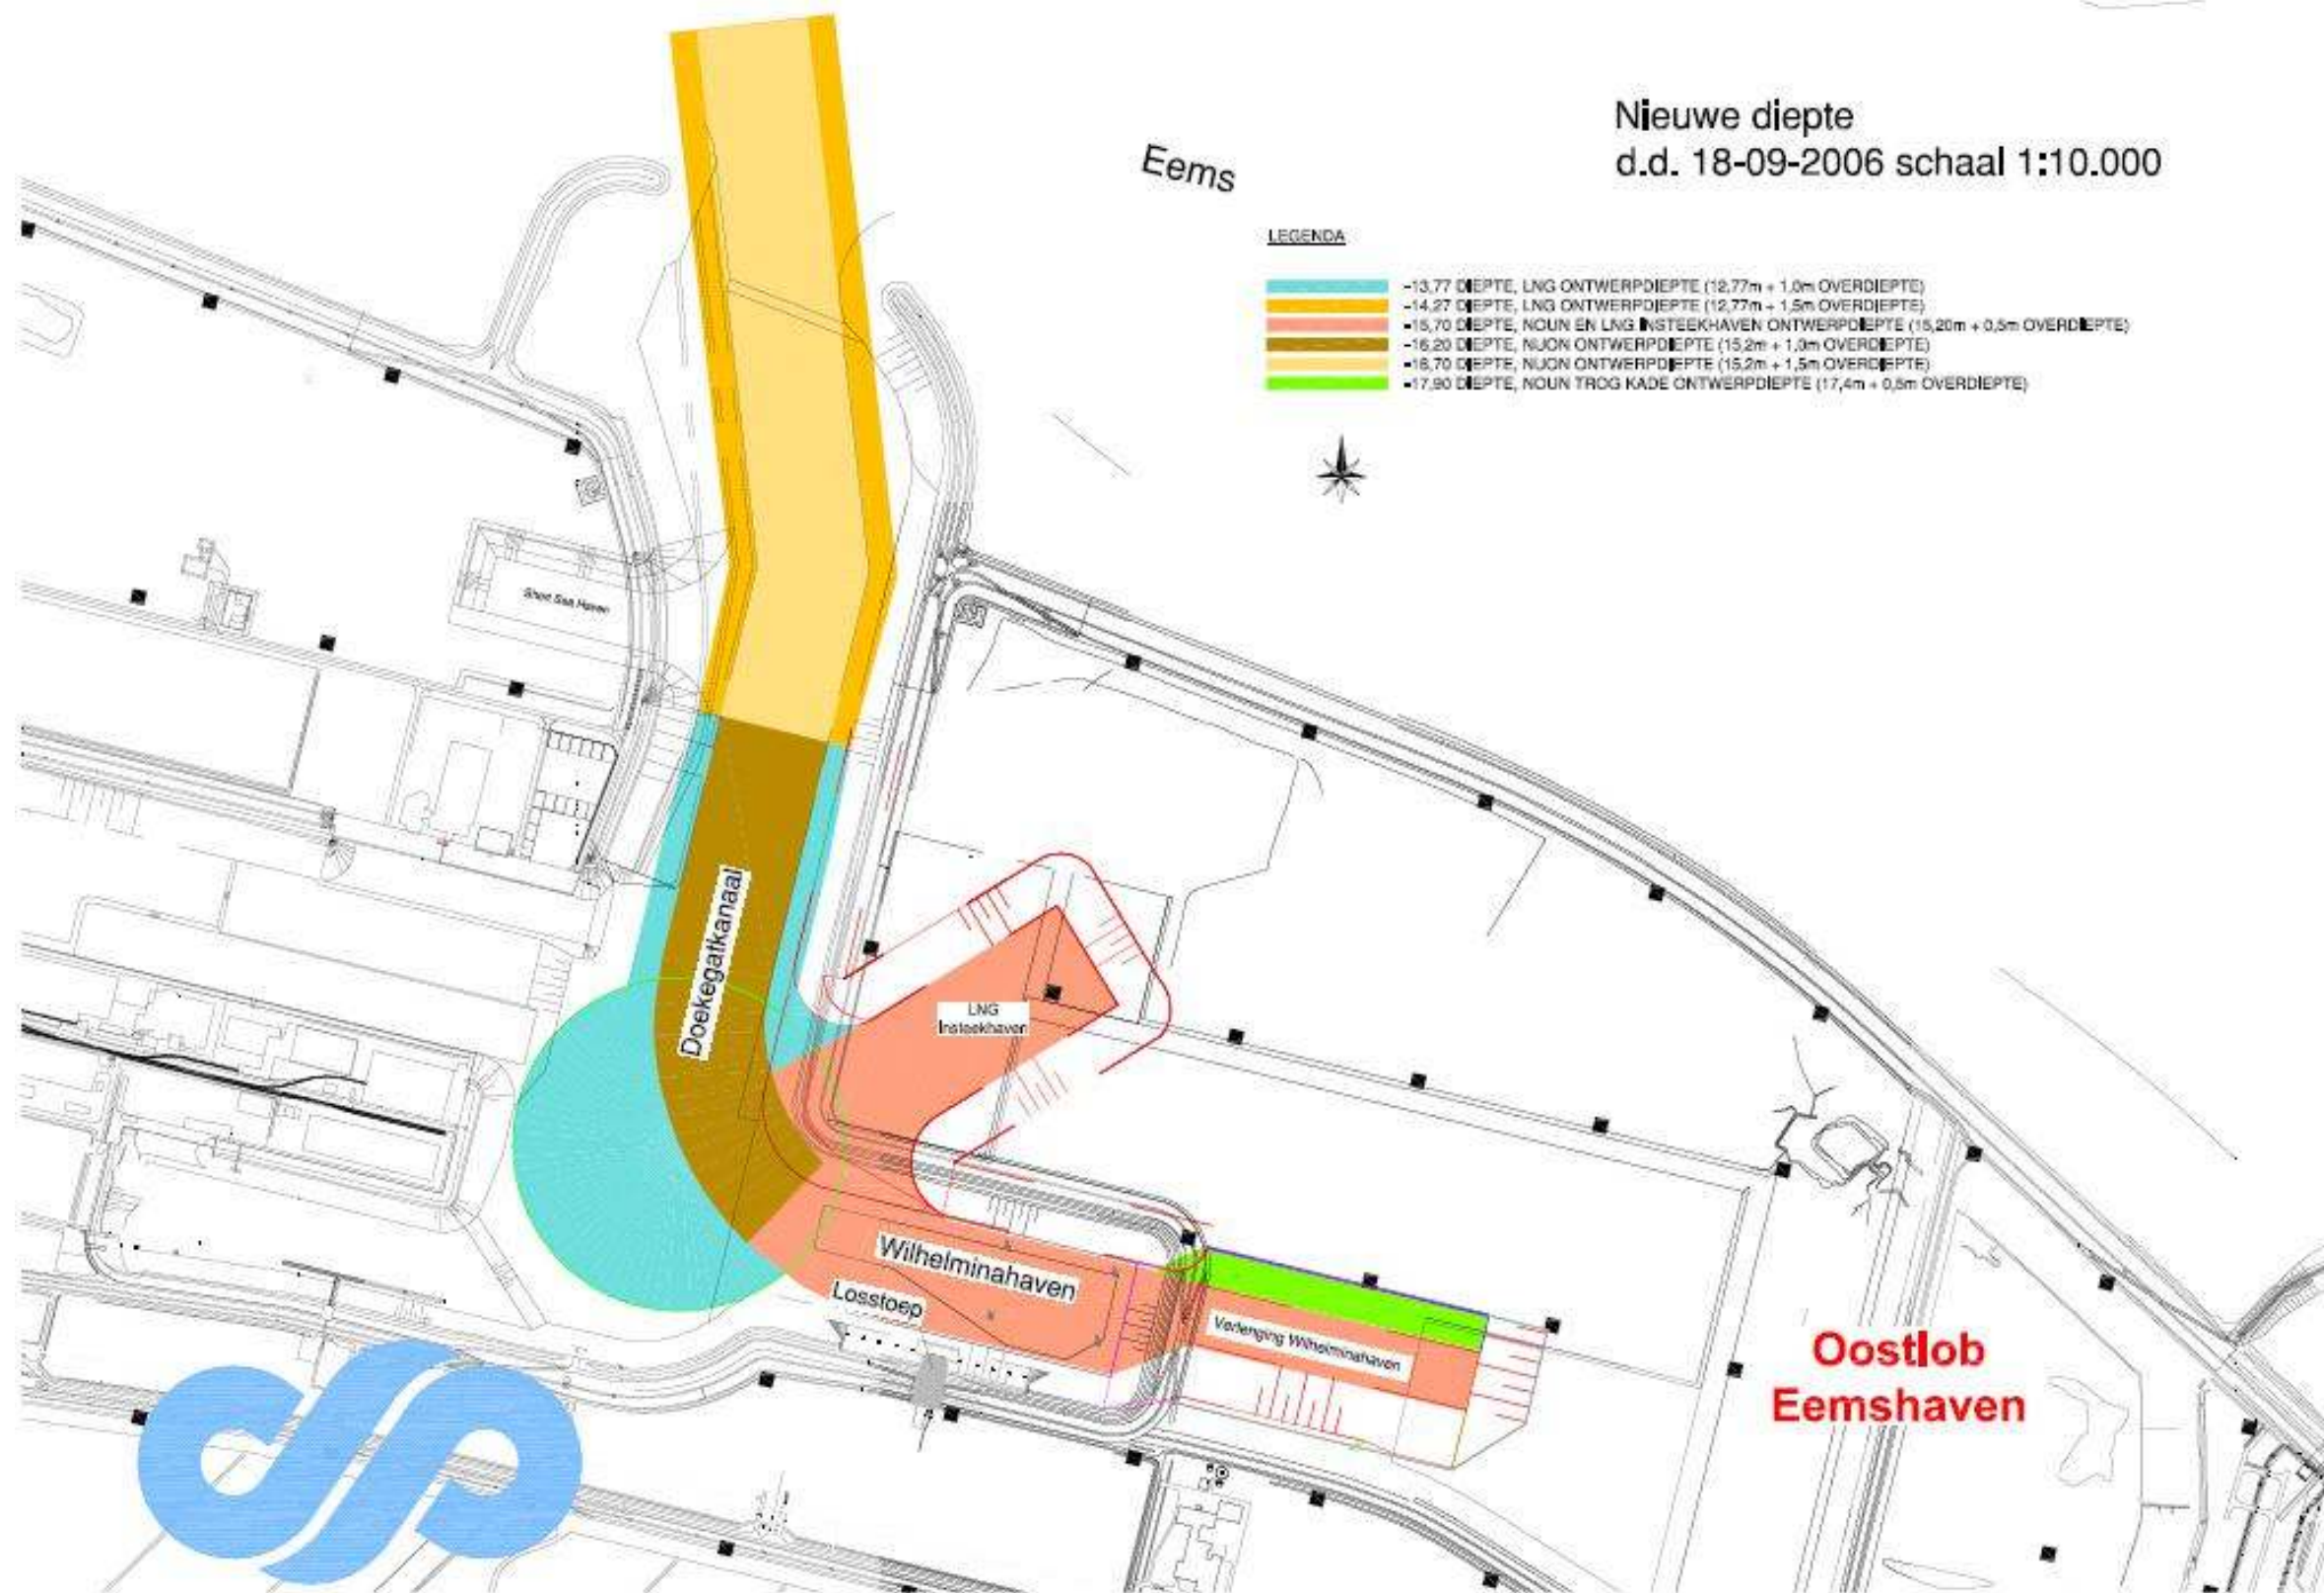 Nieuwe diepte
d.d. 18-09-2006 schaal 1:10.000
Eems
LEGENDA
-13,77 DIEPTE, LNG ONTWERPDIEPTE (12,77m + 1,0m OVERDIEPTE)
-14,27 DIEPTE, LNG ONTWERPDIEPTE (12,77m + 1,5m OVERDIEPTE)
-15,70 DIEPTE, NOUN EN LNG INSTEEKHAVEN ONTWERPDIEPTE (15,20m + 0,5m OVERDIEPTE)
-16,20 DIEPTE, NUON ONTWERPDIEPTE (15,2m + 1,0m OVERDIEPTE)
-16,70 DIEPTE, NUON ONTWERPDIEPTE (15,2m + 1,5m OVERDIEPTE)
-17,90 DIEPTE, NOUN TROG KADE ONTWERPDIEPTE (17,4m + 0,5m OVERDIEPTE)
Short Sea Haven
Doekegatkanaal
LNG
Insteekhaven
Wilhelminahaven
Losstoep
Verlenging Wilhelminahaven
Oostlob
Eemshaven